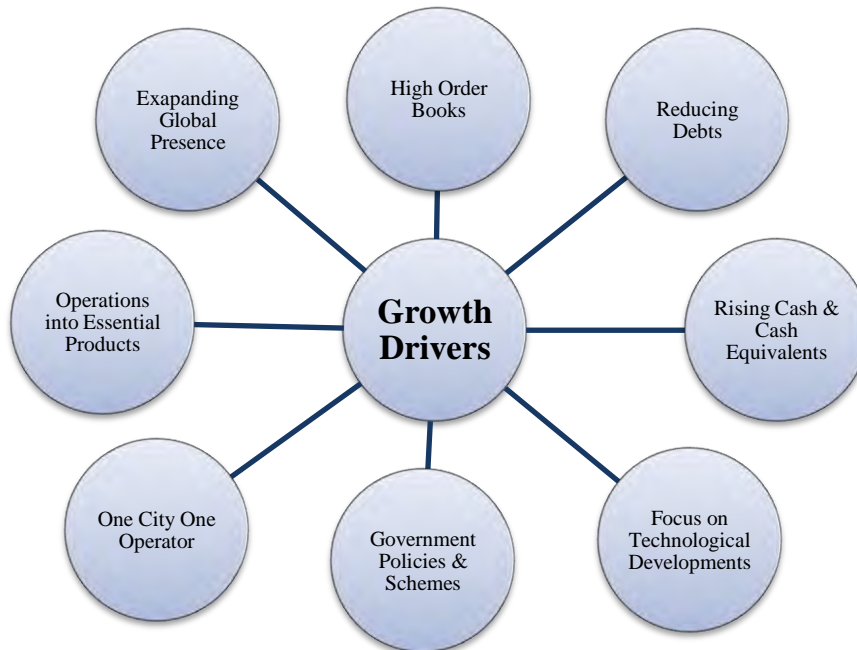 High Order
Books
Reducing
Debts
Rising Cash &
Cash
Equivalents
Focus on
Technological
Developments
Government
Policies &
Schemes
One City One
Operator
Operations
into Essential
Products
Exapanding
Global
Presence
Growth
Drivers